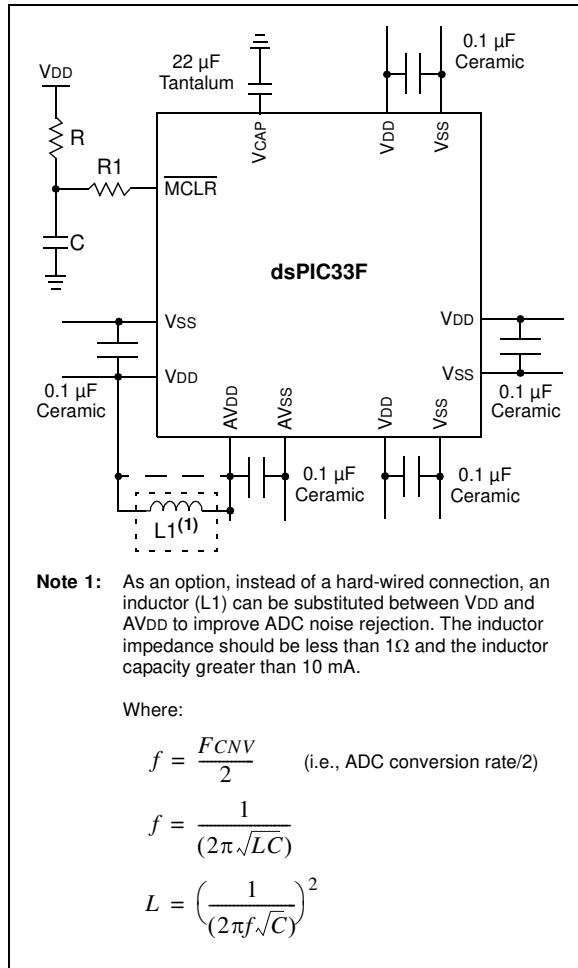 0.1 µF
Ceramic
22 µF
Tantalum
VDD
R
R1
C
VCAP
VDD
VSS
MCLR
dsPIC33F
VSS
VDD
VDD
VSS
0.1 µF
Ceramic
0.1 µF
Ceramic
AVDD
AVSS
VDD
VSS
0.1 µF
Ceramic
0.1 µF
Ceramic
L1(1)
Note 1: As an option, instead of a hard-wired connection, an
inductor (L1) can be substituted between VDD and
AVDD to improve ADC noise rejection. The inductor
impedance should be less than 1Ω and the inductor
capacity greater than 10 mA.
Where:
f = FCNV / 2 (i.e., ADC conversion rate/2)
f = 1 / (2π√LC)
L = (1 / (2πf√C))²